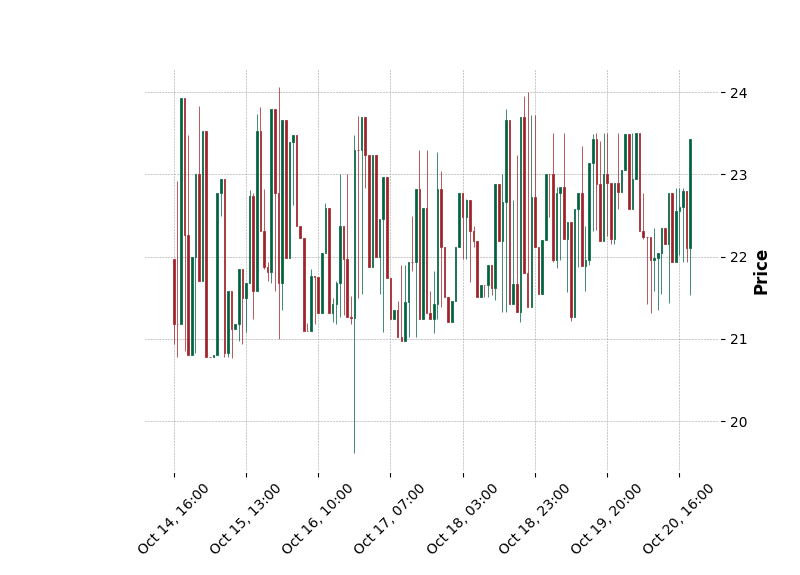 24
23
22
21
20
Price
Oct 14, 16:00
Oct 15, 13:00
Oct 16, 10:00
Oct 17, 07:00
Oct 18, 03:00
Oct 18, 23:00
Oct 19, 20:00
Oct 20, 16:00